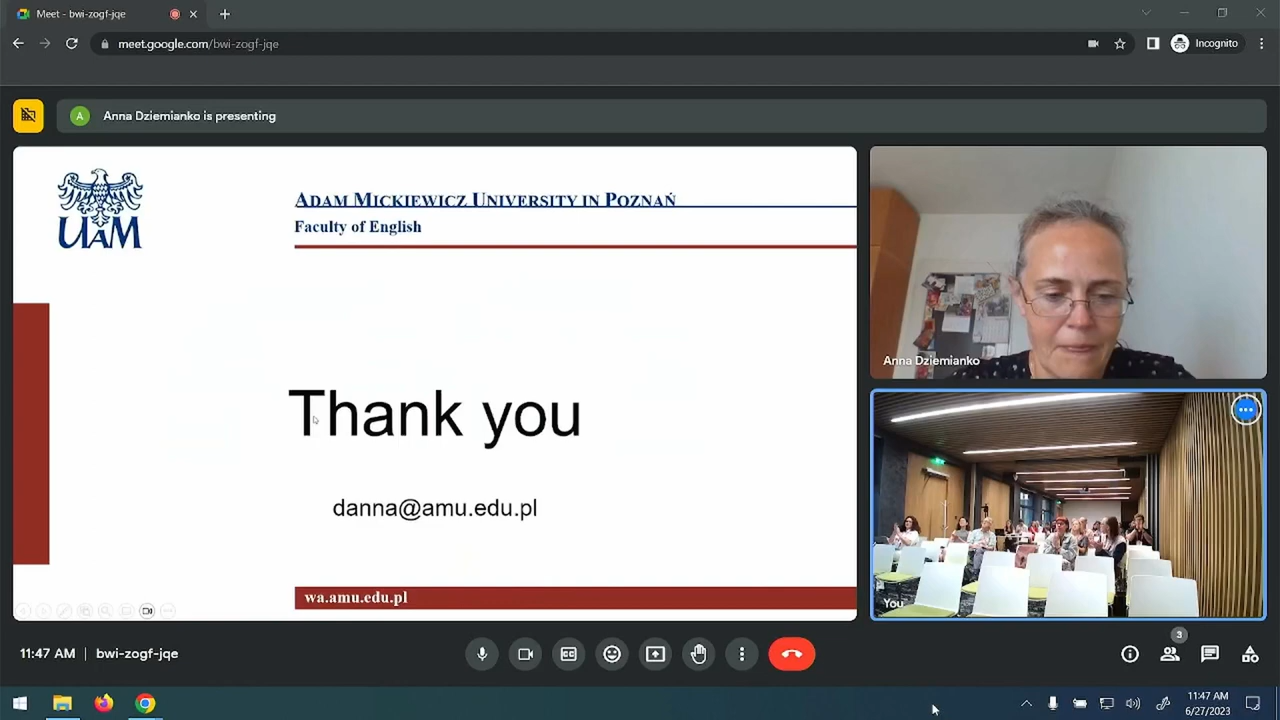 Meet - bwi-zogf-jqe
meet.google.com/bwi-zogf-jqe
Incognito
A
Anna Dziemianko is presenting
UAM
ADAM MICKIEWICZ UNIVERSITY IN POZNAŃ
Faculty of English
Thank you
danna@amu.edu.pl
wa.amu.edu.pl
Anna Dziemianko
You
11:47 AM | bwi-zogf-jqe
3
11:47 AM
6/27/2023